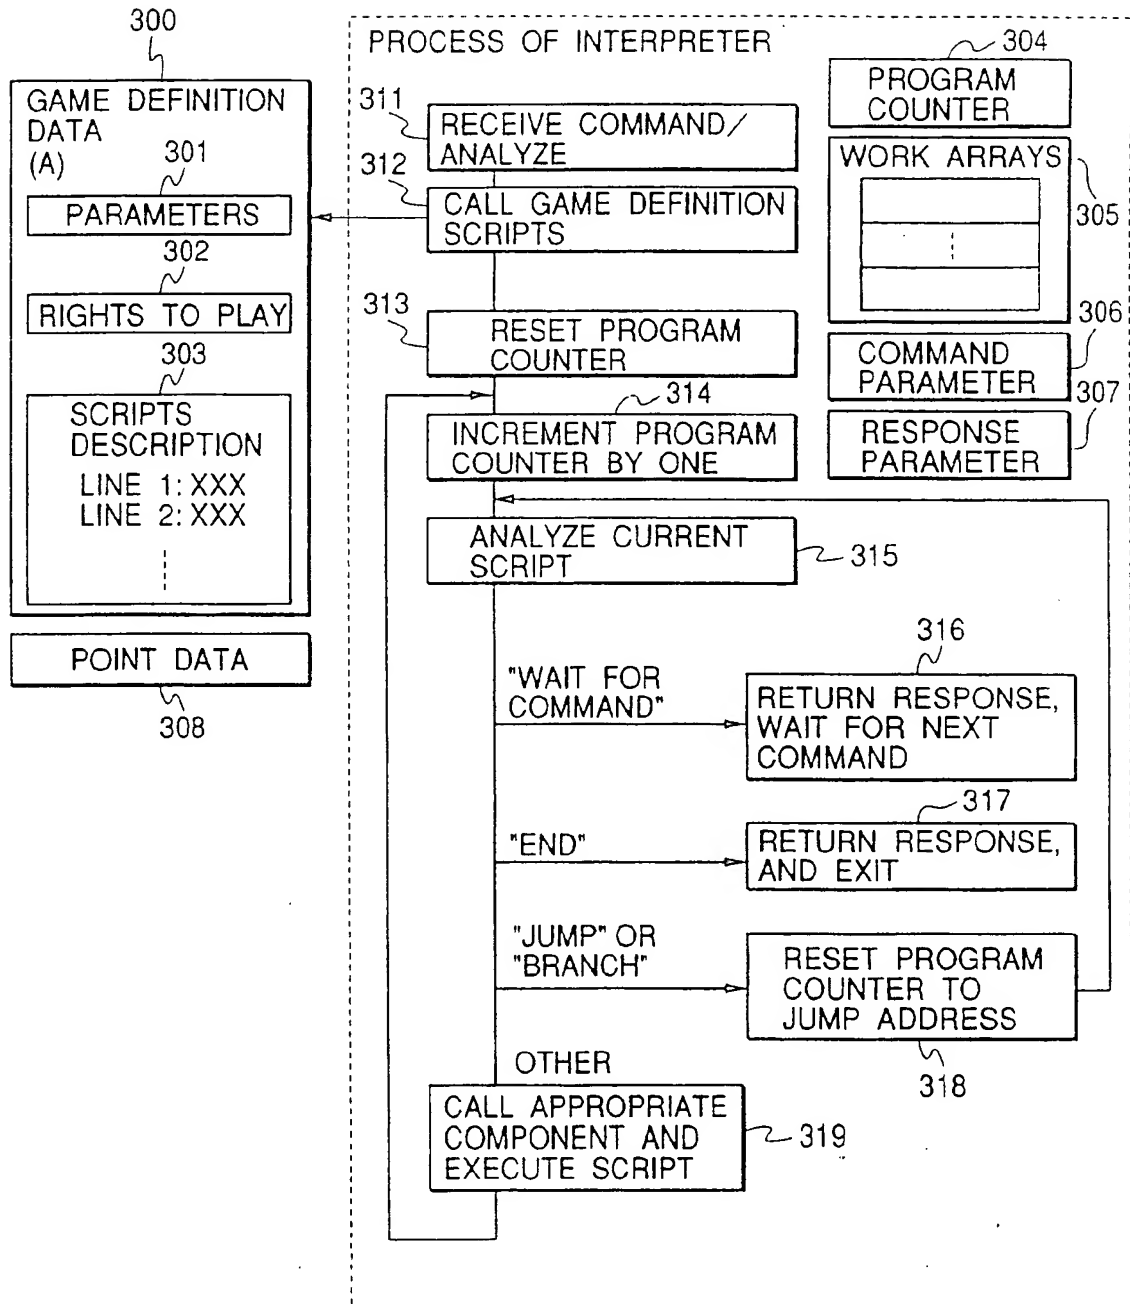 300
GAME DEFINITION
DATA
(A)
301
PARAMETERS
302
RIGHTS TO PLAY
303
SCRIPTS
DESCRIPTION
LINE 1: XXX
LINE 2: XXX
POINT DATA
308
PROCESS OF INTERPRETER
304
PROGRAM
COUNTER
WORK ARRAYS
305
306
COMMAND
PARAMETER
307
RESPONSE
PARAMETER
311
RECEIVE COMMAND/
ANALYZE
312
CALL GAME DEFINITION
SCRIPTS
313
RESET PROGRAM
COUNTER
314
INCREMENT PROGRAM
COUNTER BY ONE
ANALYZE CURRENT
SCRIPT
315
"WAIT FOR
COMMAND"
316
RETURN RESPONSE,
WAIT FOR NEXT
COMMAND
317
"END"
RETURN RESPONSE,
AND EXIT
"JUMP" OR
"BRANCH"
RESET PROGRAM
COUNTER TO
JUMP ADDRESS
318
OTHER
CALL APPROPRIATE
COMPONENT AND
EXECUTE SCRIPT
319